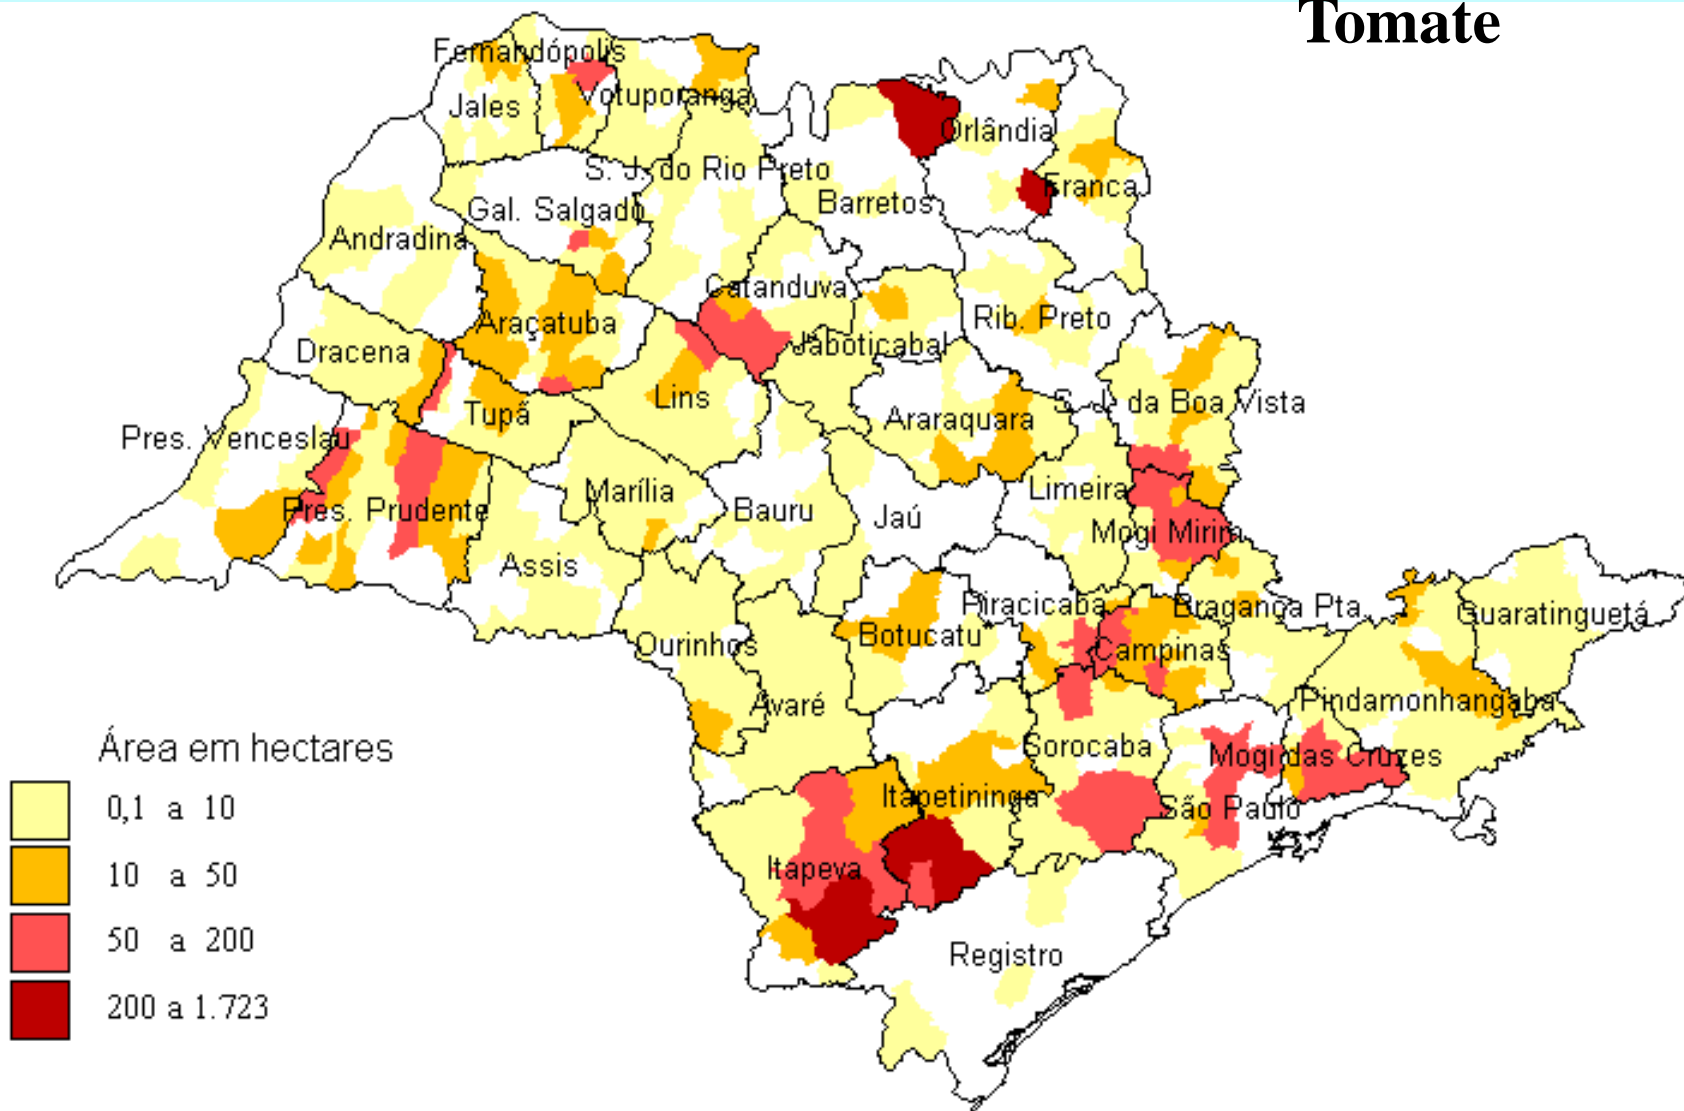 Tomate
Fernandópolis
Jales
Votuporanga
Orlândia
S. J. do Rio Preto
Franca
Barretos
Gal. Salgado
Andradina
Catanduva
Araçatuba
Rib. Preto
Dracena
Jaboticabal
Lins
S. J. da Boa Vista
Tupã
Araraquara
Pres. Venceslau
Marília
Limeira
Pres. Prudente
Bauru
Jaú
Mogi Mirim
Assis
Piracicaba
Bragança Pta.
Guaratinguetá
Botucatu
Ourinhos
Campinas
Avaré
Pindamonhangaba
Sorocaba
Mogi das Cruzes
Itapetininga
São Paulo
Itapeva
Registro
Área em hectares
0,1 a 10
10 a 50
50 a 200
200 a 1.723